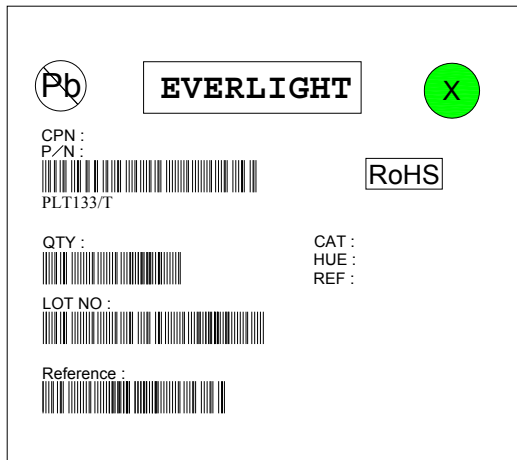 Pb
EVERLIGHT
X
CPN :
P/N :
RoHS
PLT133/T
QTY :
CAT :
HUE :
REF :
LOT NO :
Reference :